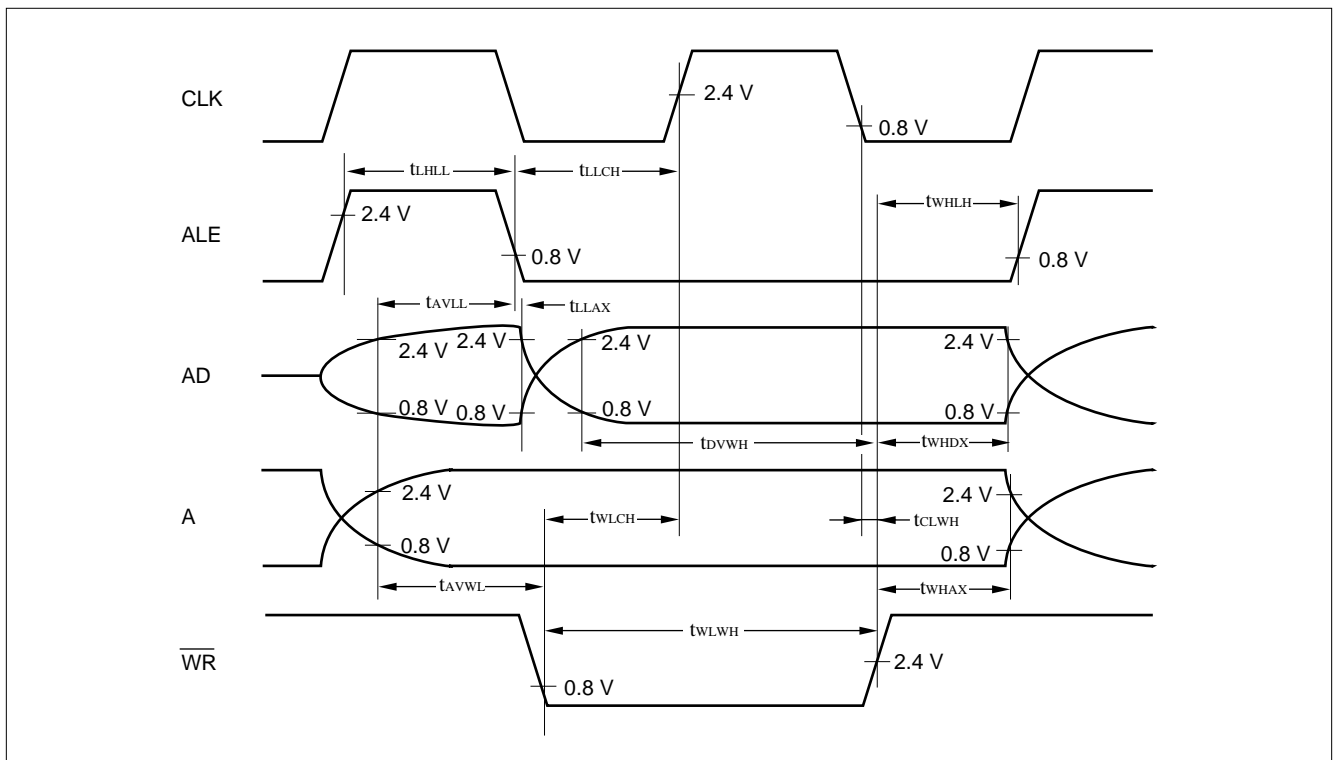 CLK
2.4 V
0.8 V
tLHLL
tLLCH
tWHLH
ALE
2.4 V
0.8 V
0.8 V
tAVLL
tLLAX
AD
2.4 V
2.4 V
2.4 V
2.4 V
0.8 V
0.8 V
0.8 V
0.8 V
tDVWH
tWHDX
A
2.4 V
2.4 V
tWLCH
tCLWH
0.8 V
0.8 V
tAVWL
tWHAX
tWLWH
WR
2.4 V
0.8 V